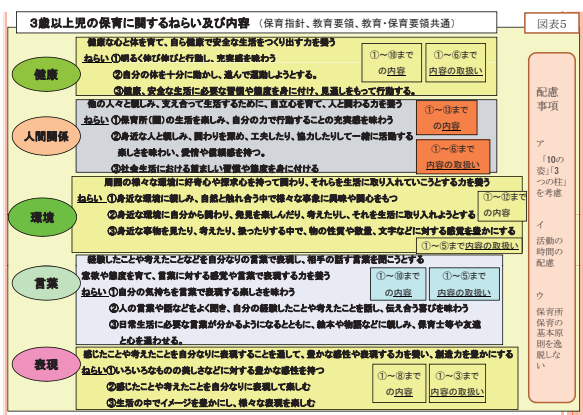 3歳以上児の保育に関するねらい及び内容（保育指針、教育要領、教育・保育要領共通）
図表5
健康
健康な心と体を育て、自ら健康で安全な生活をつくり出す力を養う
ねらい ①明るく伸び伸びと行動し、充実感を味わう
②自分の体を十分に動かし、進んで運動しようとする。
③健康、安全な生活に必要な習慣や態度を身に付け、見通しをもって行動する。
①～⑩まで
の内容
①～⑥まで
内容の取扱い
人間関係
他の人々と親しみ、支え合って生活するために、自立心を育て、人と関わる力を養う
ねらい ①保育所(園)の生活を楽しみ、自分の力で行動することの充実感を味わう
②身近な人と親しみ、関わりを深め、工夫したり、協力したりして一緒に活動する
楽しさを味わい、愛情や信頼感を持つ。
③社会生活における望ましい習慣や態度を身に付ける
①～⑬まで
の内容
①～⑥まで
内容の取扱い
環境
周囲の様々な環境に好奇心や探求心を持って関わり、それらを生活に取り入れていこうとする力を養う
ねらい ①身近な環境に親しみ、自然と触れ合う中で様々な事象に興味や関心をもつ
②身近な環境に自分から関わり、発見を楽しんだり、考えたりし、それを生活に取り入れようとする
③身近な事物を見たり、考えたり、扱ったりする中で、物の性質や数量、文字などに対する感覚を豊かにする
①～⑫まで
の内容
①～⑤まで内容の取扱い
言葉
経験したことや考えたことなどを自分なりの言葉で表現し、相手の話す言葉を聞こうとする
意欲や態度を育て、言葉に対する感覚や言葉で表現する力を養う
ねらい ①自分の気持ちを言葉で表現する楽しさを味わう
②人の言葉や話などをよく聞き、自分の経験したことや考えたことを話し、伝え合う喜びを味わう
③日常生活に必要な言葉が分かるようになるとともに、絵本や物語などに親しみ、保育士等や友達
と心を通わせる。
①～⑩まで
の内容
①～⑤まで
内容の取扱い
表現
感じたことや考えたことを自分なりに表現することを通して、豊かな感性や表現する力を養い、創造力を豊かにする
ねらい①いろいろなものの美しさなどに対する豊かな感性を持つ
②感じたことや考えたことを自分なりに表現して楽しむ
③生活の中でイメージを豊かにし、様々な表現を楽しむ
①～⑧まで
の内容
①～③まで
内容の取扱い
配慮
事項
ア
「10の
姿」「3
つの柱」
を考慮
イ
活動の
時間の
配慮
ウ
保育所
保育の
基本原
則を逸
脱しな
い